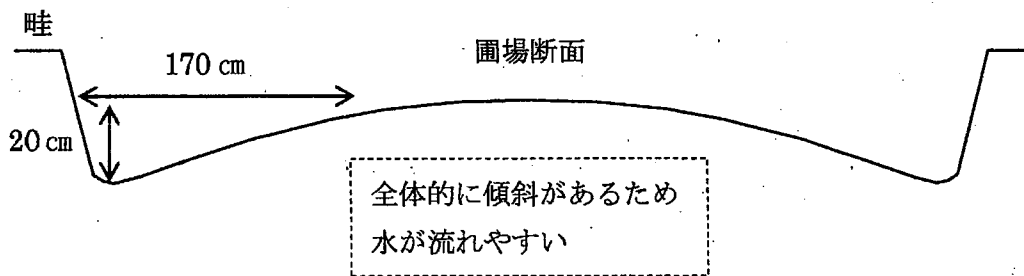 畦
圃場断面
170 cm
20 cm
全体的に傾斜があるため
水が流れやすい